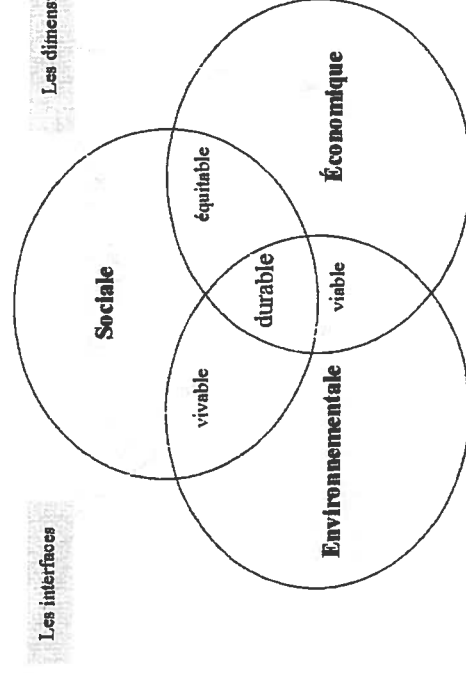 Les interfaces
Les dimens
Sociale
vivable
équitable
durable
viable
Environnementale
Économique